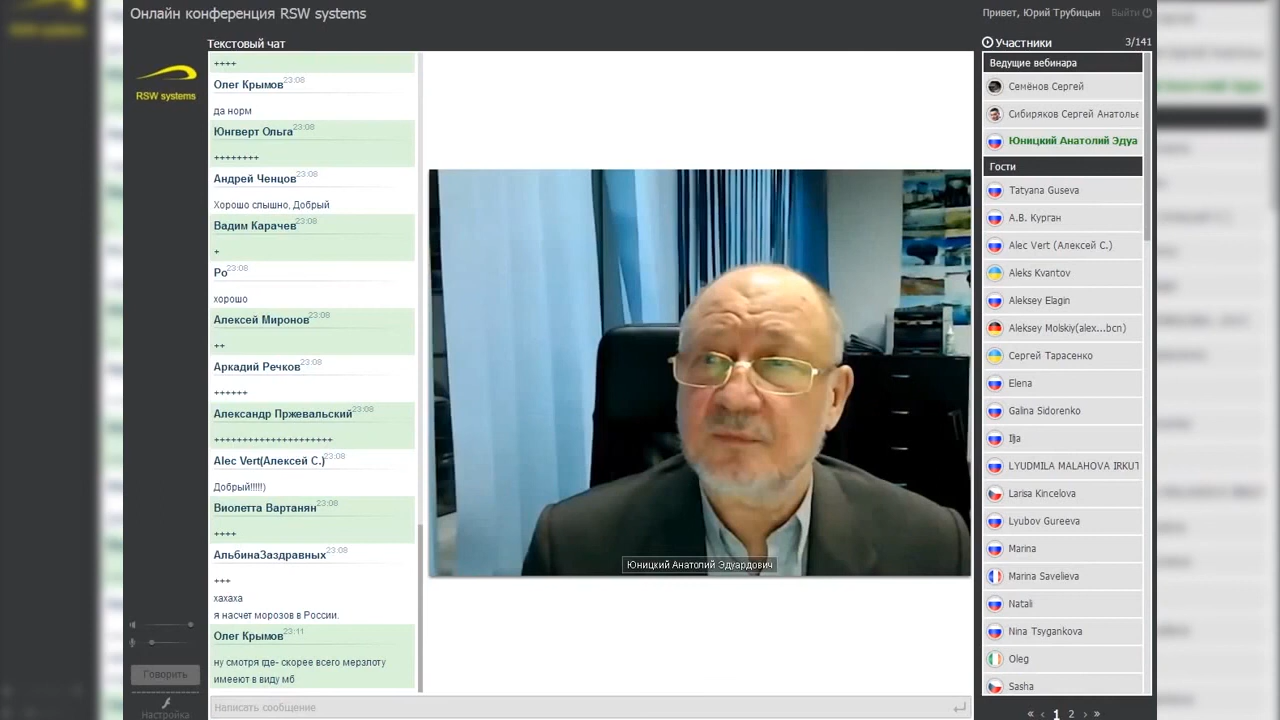 Онлайн конференция RSW systems
Привет, Юрий Трубицын Выйти
Текстовый чат
Участники 3/141
RSW systems
++++
Олег Крымов 23:08
да норм
Юнгверт Ольга 23:08
++++++++
Андрей Ченцов 23:08
Хорошо слышно, Добрый
Вадим Карачев 23:08
+
Ро 23:08
хорошо
Алексей Миронов 23:08
++
Аркадий Речков 23:08
++++++
Александр Пржевальский 23:08
+++++++++++++++++++++
Alec Vert(Алексей С.) 23:08
Добрый!!!!!)
Виолетта Вартанян 23:08
++++
АльбинаЗаздравных 23:08
+++
хахаха
я насчет морозов в России.
Олег Крымов 23:11
ну смотря где- скорее всего мерзлоту
имеют в виду мб
Написать сообщение
Говорить
Настройка
Юницкий Анатолий Эдуардович
Ведущие вебинара
Семёнов Сергей
Сибиряков Сергей Анатолье
Юницкий Анатолий Эдуа
Гости
Tatyana Guseva
А.В. Курган
Alec Vert (Алексей С.)
Aleks Kvantov
Aleksey Elagin
Aleksey Molskiy(alex...bcn)
Сергей Тарасенко
Elena
Galina Sidorenko
Ilja
LYUDMILA MALAHOVA IRKUT
Larisa Kincelova
Lyubov Gureeva
Marina
Marina Savelieva
Natali
Nina Tsygankova
Oleg
Sasha
« ‹ 1 2 › »